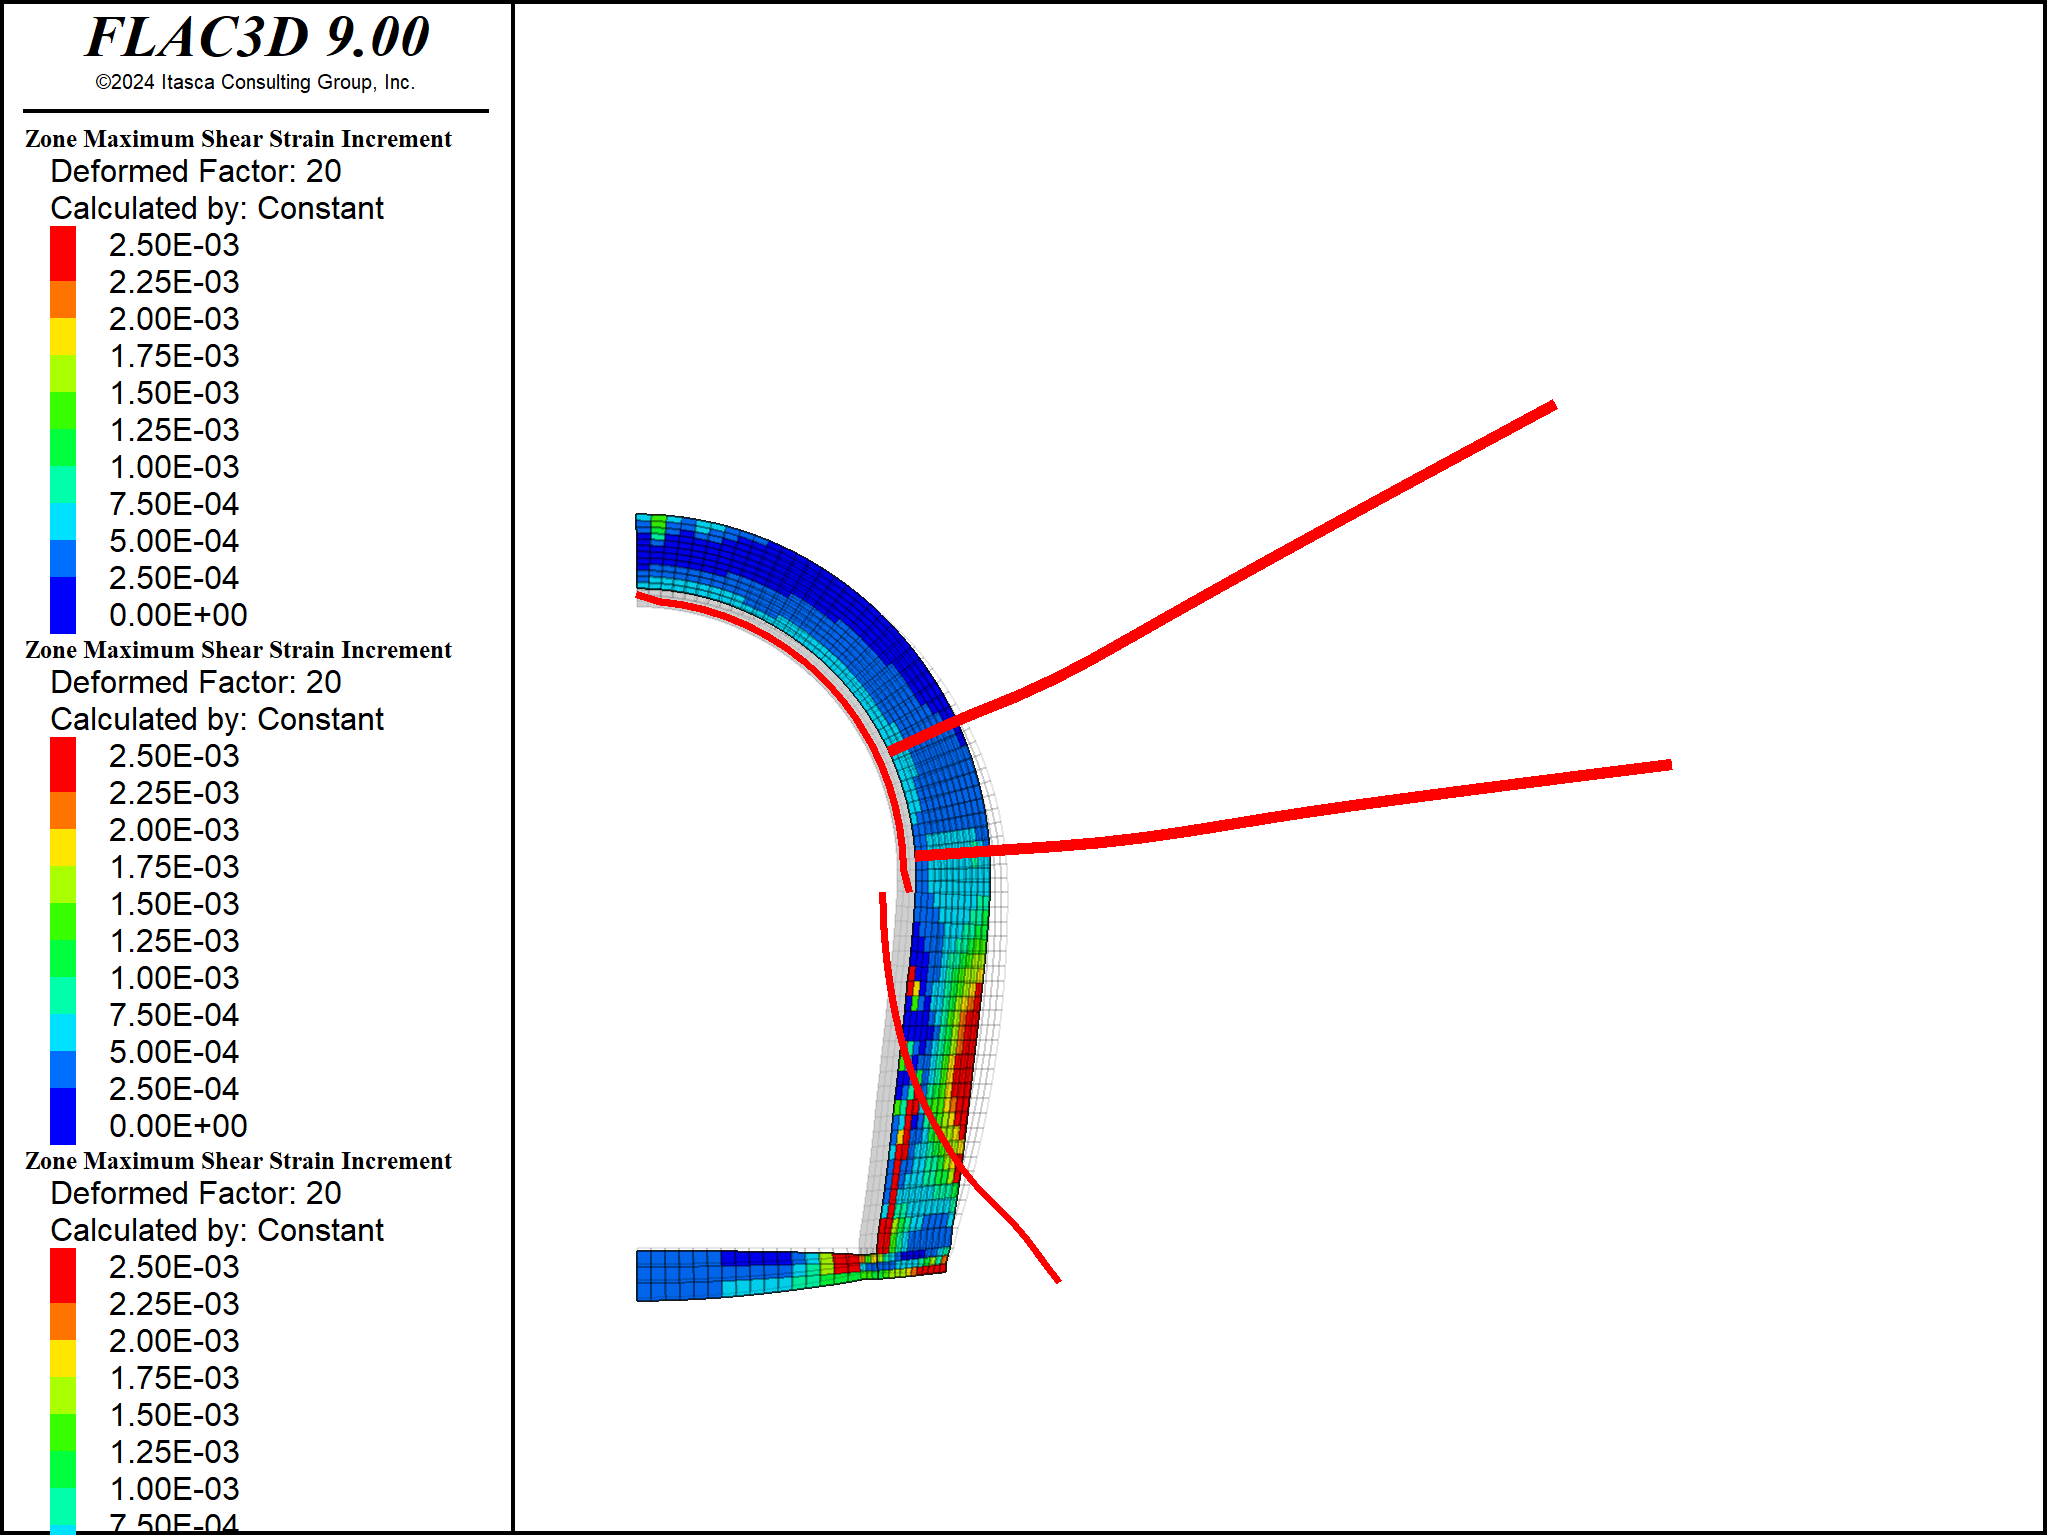 FLAC3D 9.00
©2024 Itasca Consulting Group, Inc.
Zone Maximum Shear Strain Increment
Deformed Factor: 20
Calculated by: Constant
2.50E-03
2.25E-03
2.00E-03
1.75E-03
1.50E-03
1.25E-03
1.00E-03
7.50E-04
5.00E-04
2.50E-04
0.00E+00
Zone Maximum Shear Strain Increment
Deformed Factor: 20
Calculated by: Constant
2.50E-03
2.25E-03
2.00E-03
1.75E-03
1.50E-03
1.25E-03
1.00E-03
7.50E-04
5.00E-04
2.50E-04
0.00E+00
Zone Maximum Shear Strain Increment
Deformed Factor: 20
Calculated by: Constant
2.50E-03
2.25E-03
2.00E-03
1.75E-03
1.50E-03
1.25E-03
1.00E-03
7.50E-04